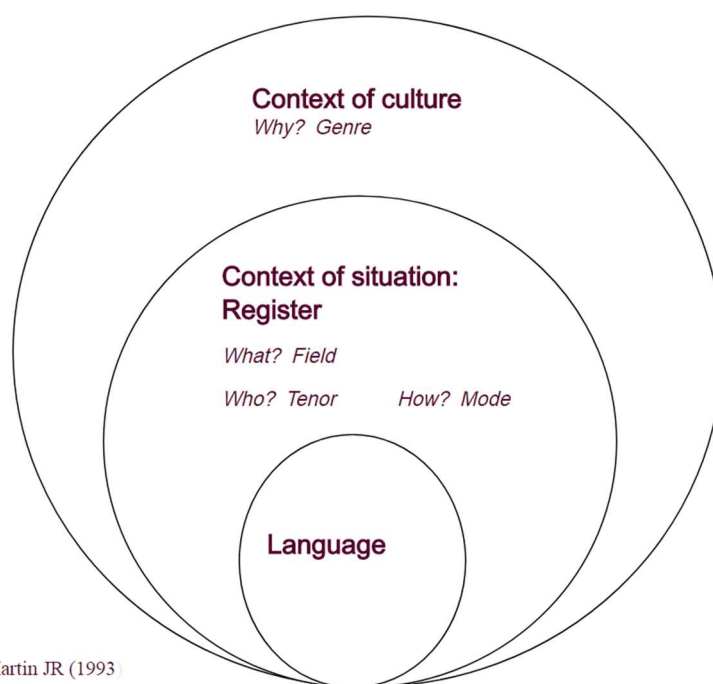 Context of culture
Why? Genre
Context of situation:
Register
What? Field
Who? Tenor How? Mode
Language
artin JR (1993